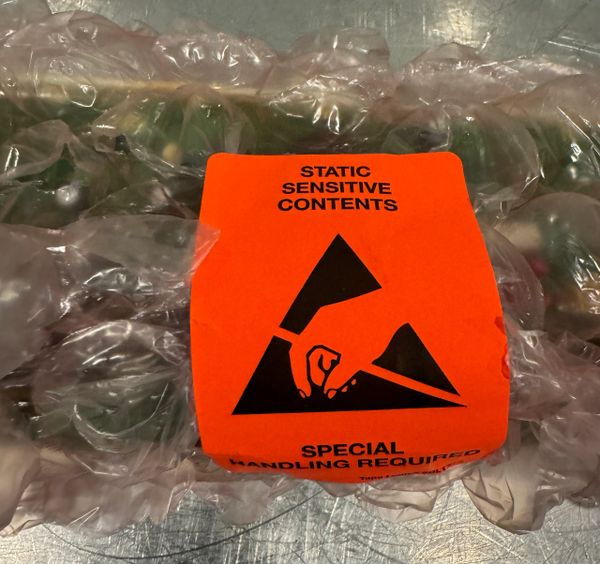 STATIC
SENSITIVE
CONTENTS
SPECIAL
HANDLING REQUIRED